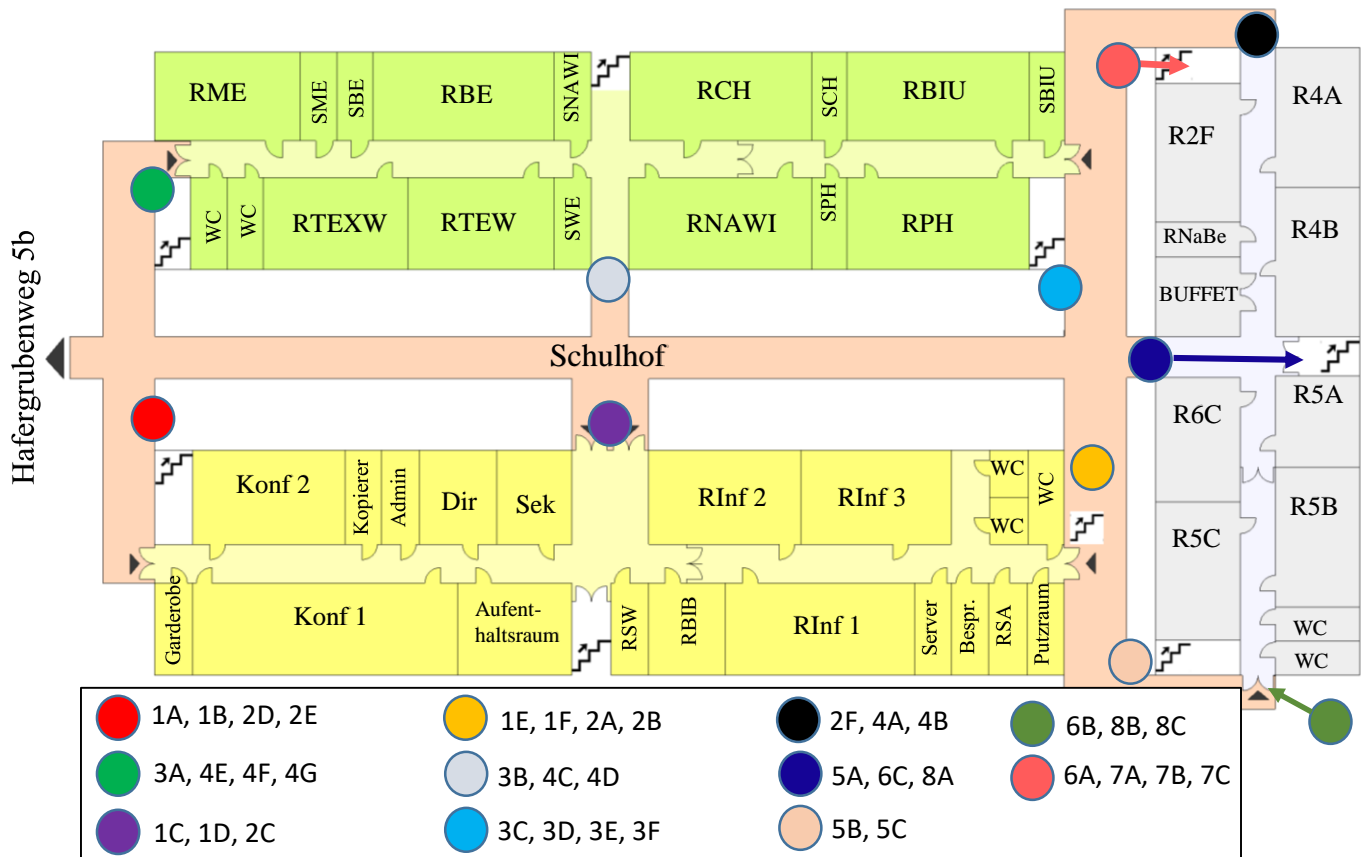 Hafergrubenweg 5b
RME
SME
SBE
RBE
SNAWI
RCH
SCH
RBIU
SBIU
WC
WC
RTEXW
RTEW
SWE
RNAWI
SPH
RPH
R2F
RNaBe
BUFFET
R4A
R4B
Schulhof
R6C
R5C
R5A
R5B
WC
WC
Konf 2
Kopierer
Admin
Dir
Sek
RInf 2
RInf 3
WC
WC
WC
Garderobe
Konf 1
Aufent-
haltsraum
RSW
RBIB
RInf 1
Server
Bespr.
RSA
Putzraum
1A, 1B, 2D, 2E
3A, 4E, 4F, 4G
1C, 1D, 2C
1E, 1F, 2A, 2B
3B, 4C, 4D
3C, 3D, 3E, 3F
2F, 4A, 4B
5A, 6C, 8A
5B, 5C
6B, 8B, 8C
6A, 7A, 7B, 7C